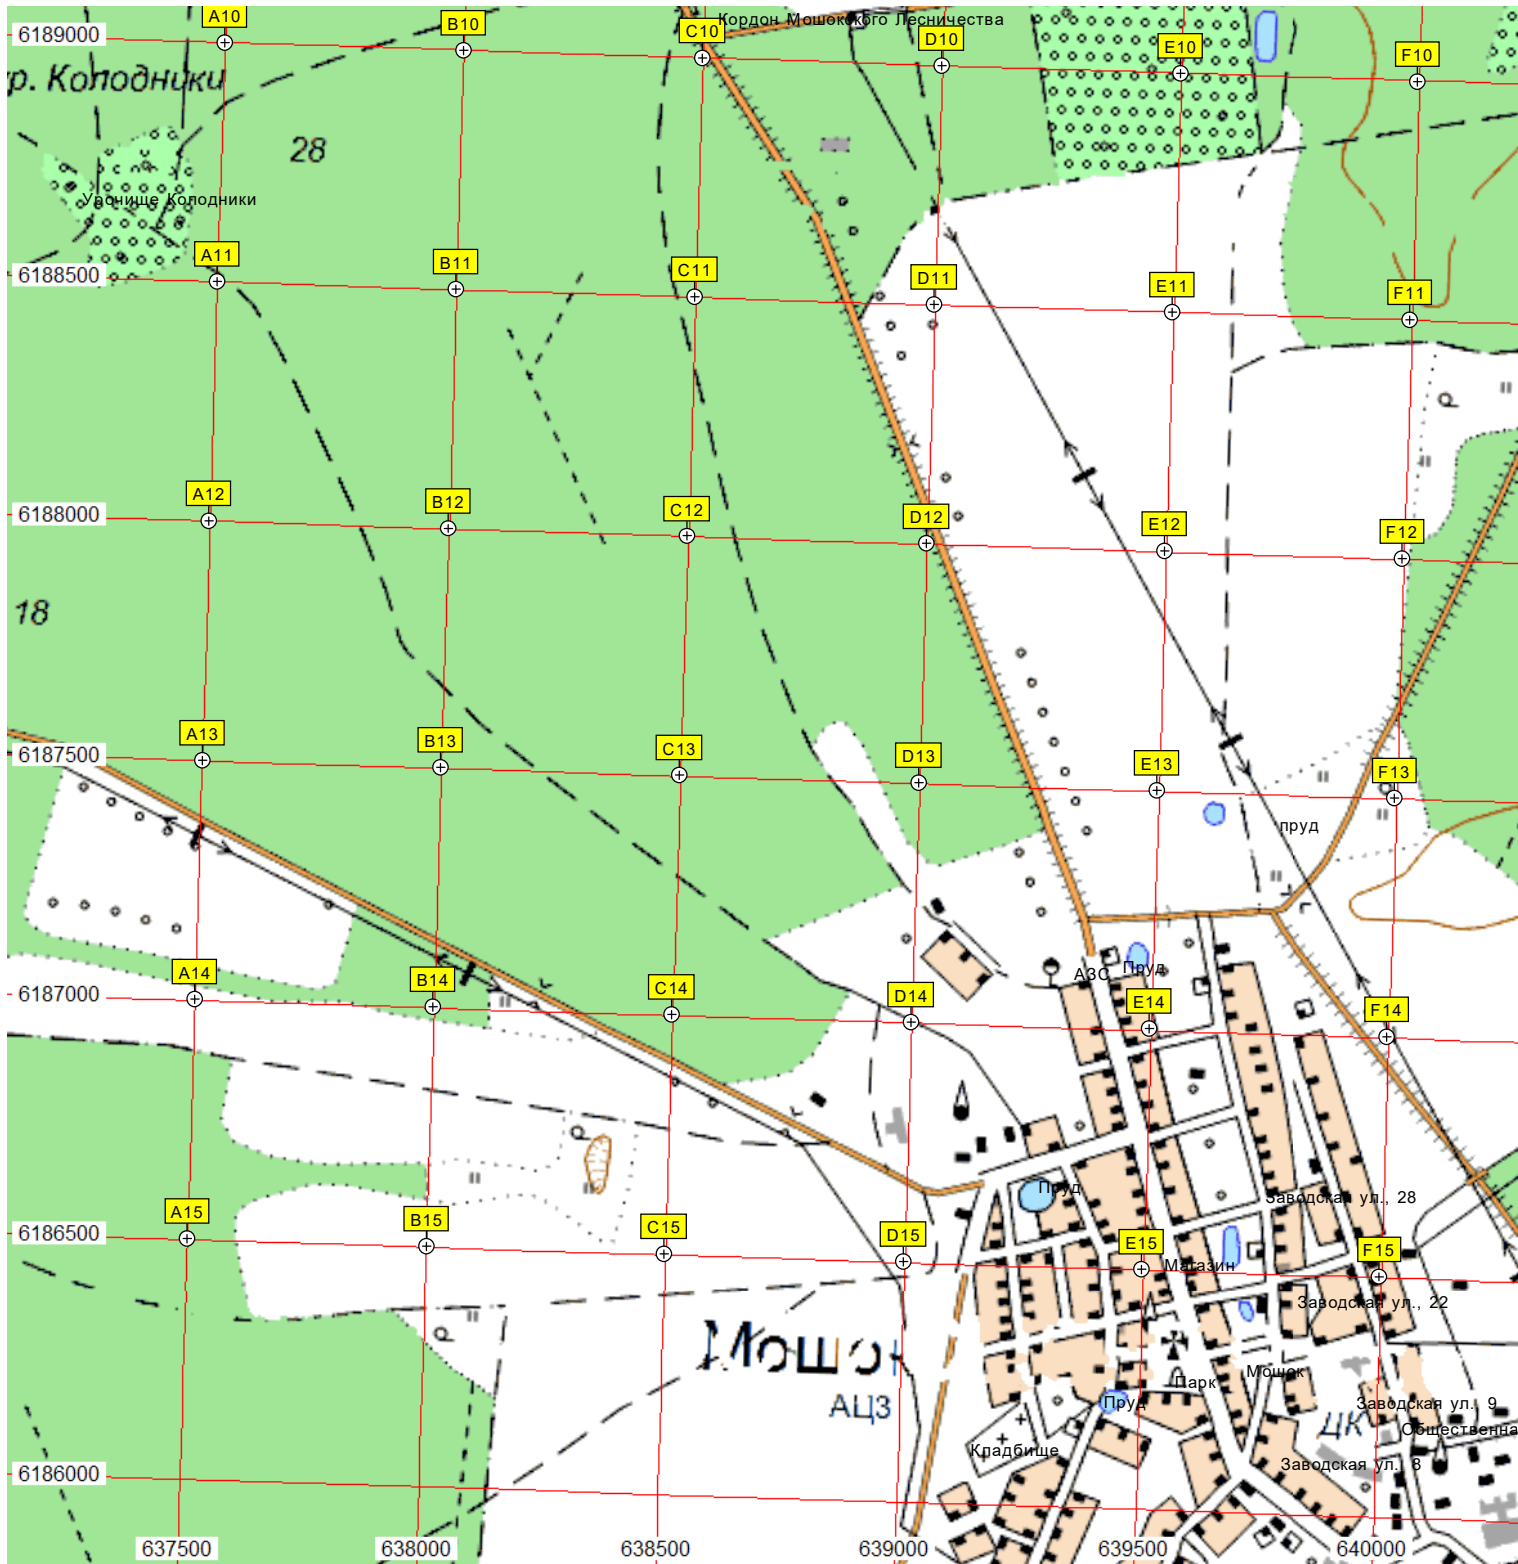 A10
B10
C10
Кордон Мошокского Лесничества
D10
E10
F10
6189000
р. Колодники
28
Урочище Колодники
A11
B11
C11
D11
E11
F11
6188500
A12
B12
C12
D12
E12
F12
6188000
18
A13
B13
C13
D13
E13
F13
6187500
пруд
A14
B14
C14
D14
АЗС
Пруд
E14
F14
6187000
Пруд
Заводская ул., 28
A15
B15
C15
D15
E15
F15
6186500
Магазин
Заводская ул., 22
Мошок
АЦЗ
Мошок
Парк
Пруд
Заводская ул., 9
ЦК
Общественна
Кладбище
Заводская ул., 8
6186000
637500
638000
638500
639000
639500
640000